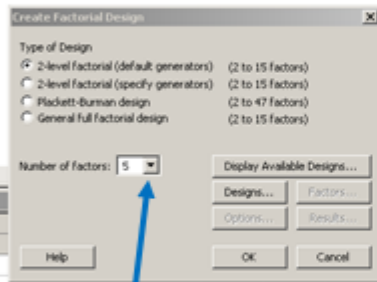 Create Factorial Design
Type of Design
2-level factorial (default generators) (2 to 15 factors)
2-level factorial (specify generators) (2 to 15 factors)
Plackett-Burman design (2 to 47 factors)
General full factorial design (2 to 15 factors)
Number of factors: 5
Display Available Designs...
Designs... Factors...
Options... Results...
Help OK Cancel